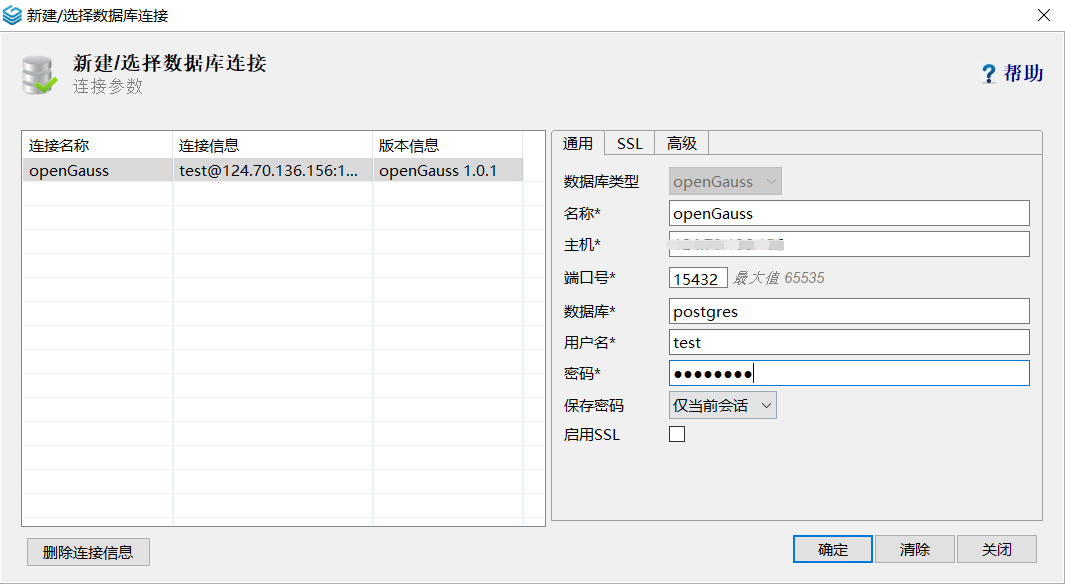 新建/选择数据库连接
新建/选择数据库连接
连接参数
? 帮助
连接名称 连接信息 版本信息
openGauss test@124.70.136.156:1... openGauss 1.0.1
通用 SSL 高级
数据库类型 openGauss
名称* openGauss
主机*
端口号* 15432 最大值 65535
数据库* postgres
用户名* test
密码* ●●●●●●●●
保存密码 仅当前会话
启用SSL
删除连接信息 确定 清除 关闭